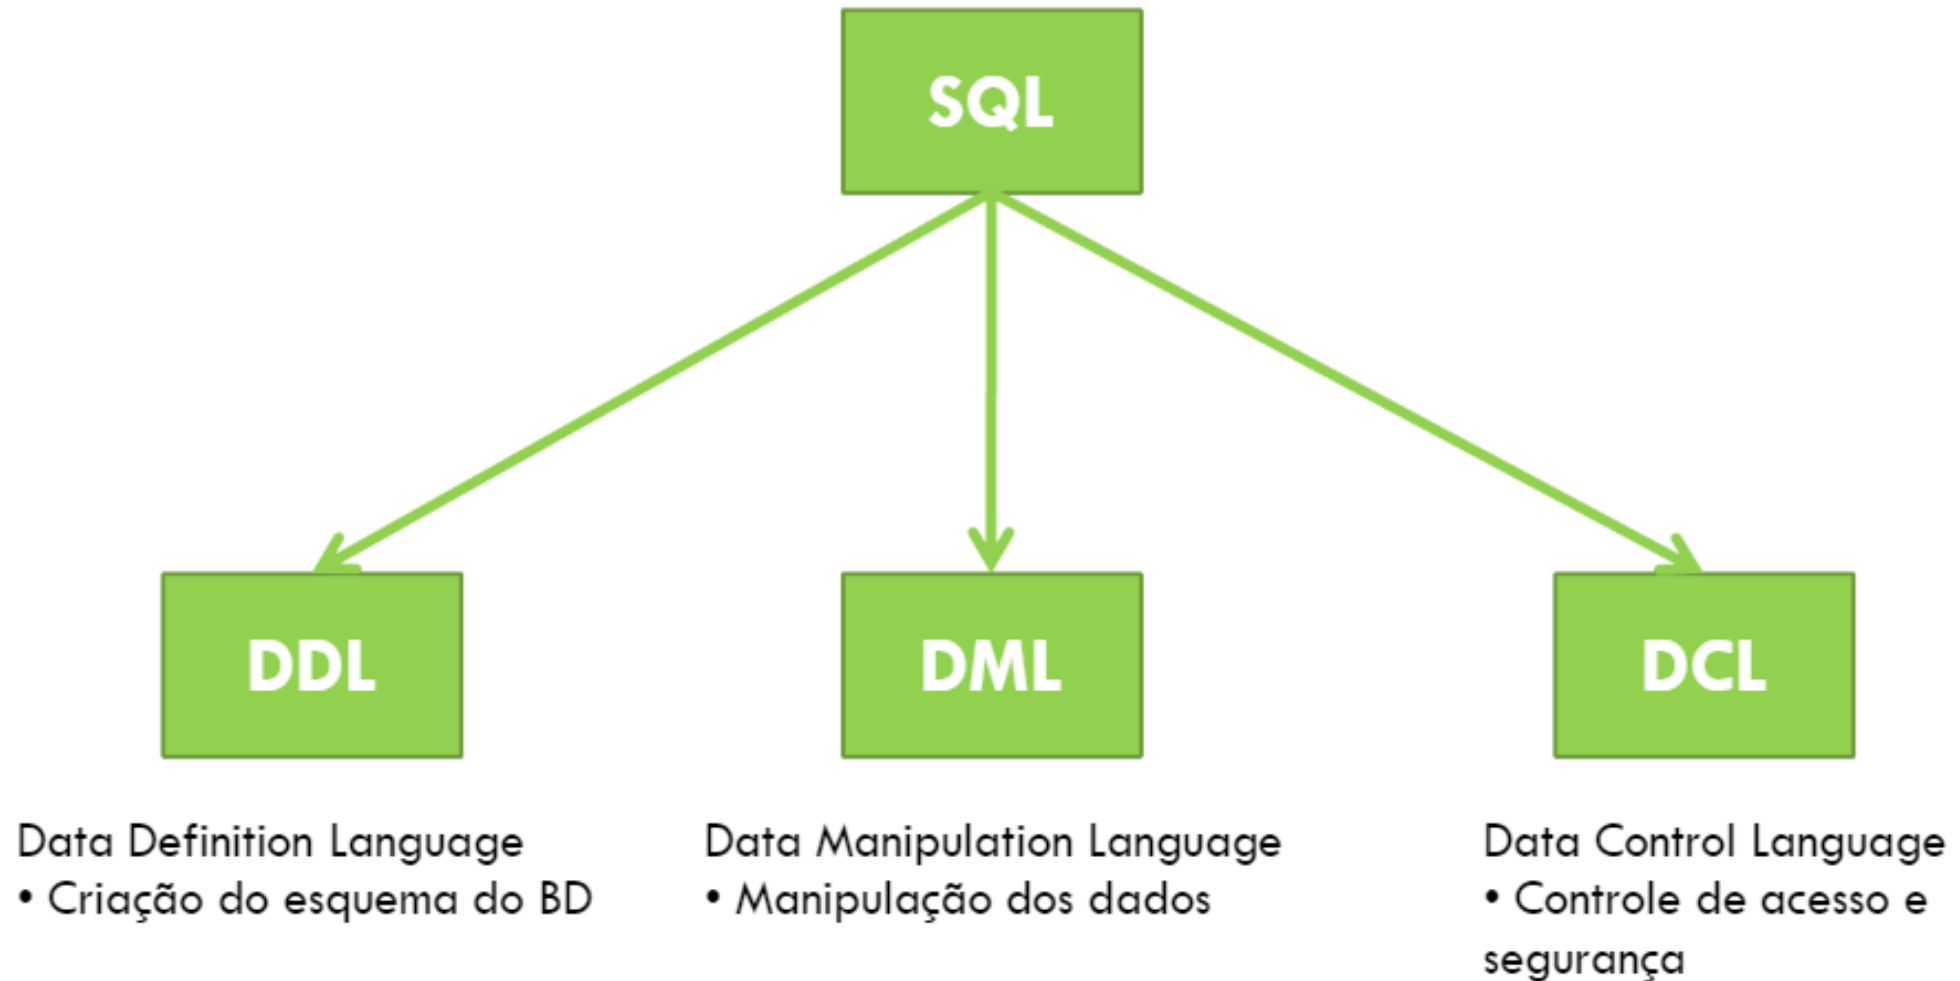 SQL
DDL
DML
DCL
Data Definition Language
• Criação do esquema do BD
Data Manipulation Language
• Manipulação dos dados
Data Control Language
• Controle de acesso e
segurança